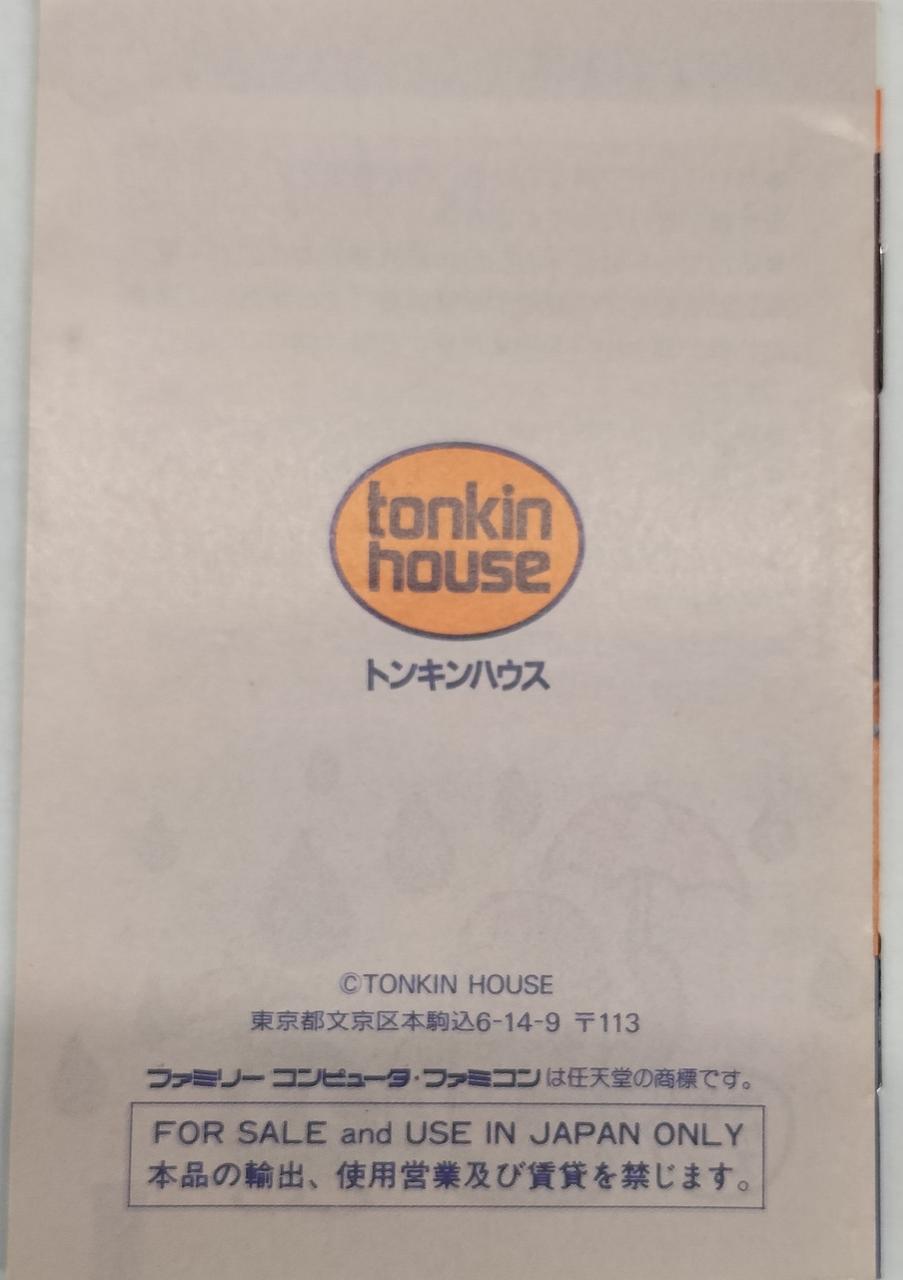 tonkin
house
トンキンハウス
©TONKIN HOUSE
東京都文京区本駒込6-14-9 〒113
ファミリーコンピュータ・ファミコンは任天堂の商標です。
FOR SALE and USE IN JAPAN ONLY
本品の輸出、使用営業及び賃貸を禁じます。